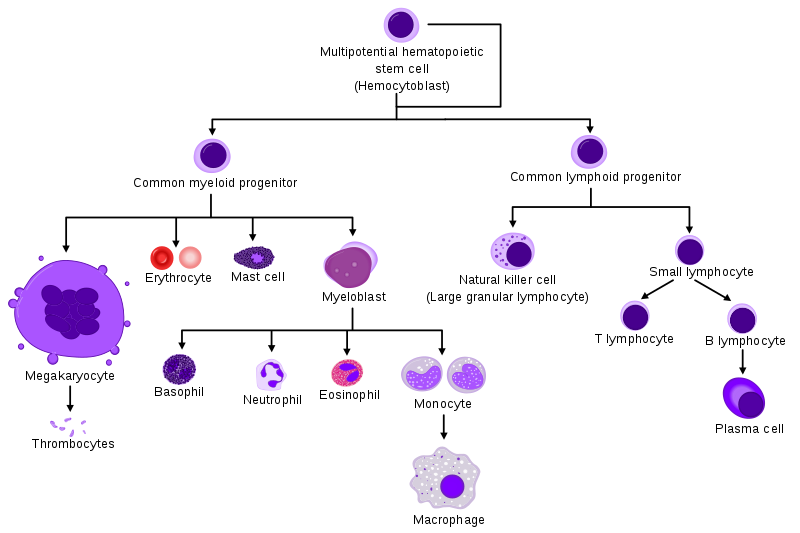 Multipotential hematopoietic
stem cell
(Hemocytoblast)
Common myeloid progenitor
Common lymphoid progenitor
Erythrocyte
Mast cell
Myeloblast
Natural killer cell
(Large granular lymphocyte)
Small lymphocyte
T lymphocyte
B lymphocyte
Megakaryocyte
Basophil
Neutrophil
Eosinophil
Monocyte
Plasma cell
Thrombocytes
Macrophage